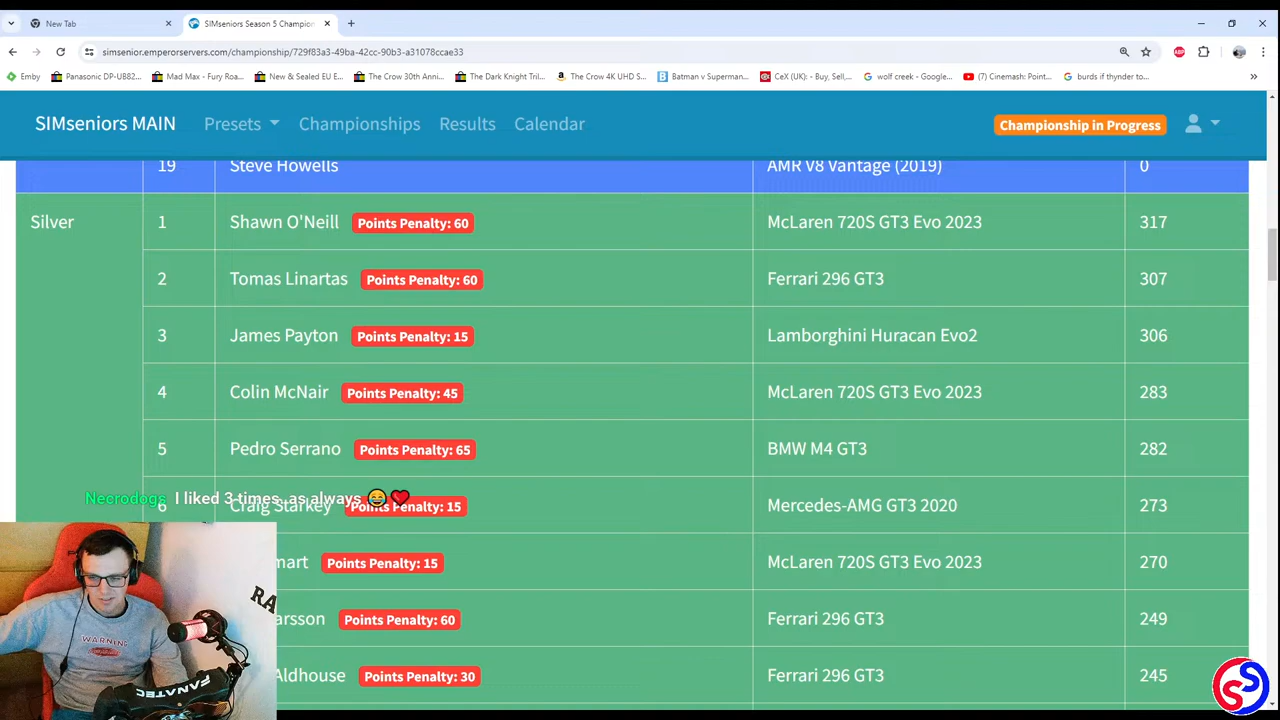 New Tab
SIMseniors Season 5 Champion
simsenior.emperorservers.com/championship/729f83a3-49ba-42cc-90b3-a31078ccae33
ABP
Emby
Panasonic DP-UB82...
Mad Max - Fury Roa...
New & Sealed EU E...
The Crow 30th Anni...
The Dark Knight Tril...
The Crow 4K UHD S...
Batman v Superman...
CeX (UK): - Buy, Sell,...
wolf creek - Google...
(7) Cinemash: Point...
burds if thynder to...
SIMseniors MAIN Presets Championships Results Calendar Championship in Progress
19 Steve Howells AMR V8 Vantage (2019) 0
Silver 1 Shawn O'Neill Points Penalty: 60 McLaren 720S GT3 Evo 2023 317
2 Tomas Linartas Points Penalty: 60 Ferrari 296 GT3 307
3 James Payton Points Penalty: 15 Lamborghini Huracan Evo2 306
4 Colin McNair Points Penalty: 45 McLaren 720S GT3 Evo 2023 283
5 Pedro Serrano Points Penalty: 65 BMW M4 GT3 282
Necrodogs I liked 3 times, as always 😂❤️
6 Craig Starkey Points Penalty: 15 Mercedes-AMG GT3 2020 273
mart Points Penalty: 15 McLaren 720S GT3 Evo 2023 270
arsson Points Penalty: 60 Ferrari 296 GT3 249
Aldhouse Points Penalty: 30 Ferrari 296 GT3 245
RA
WARNING
FANATEC